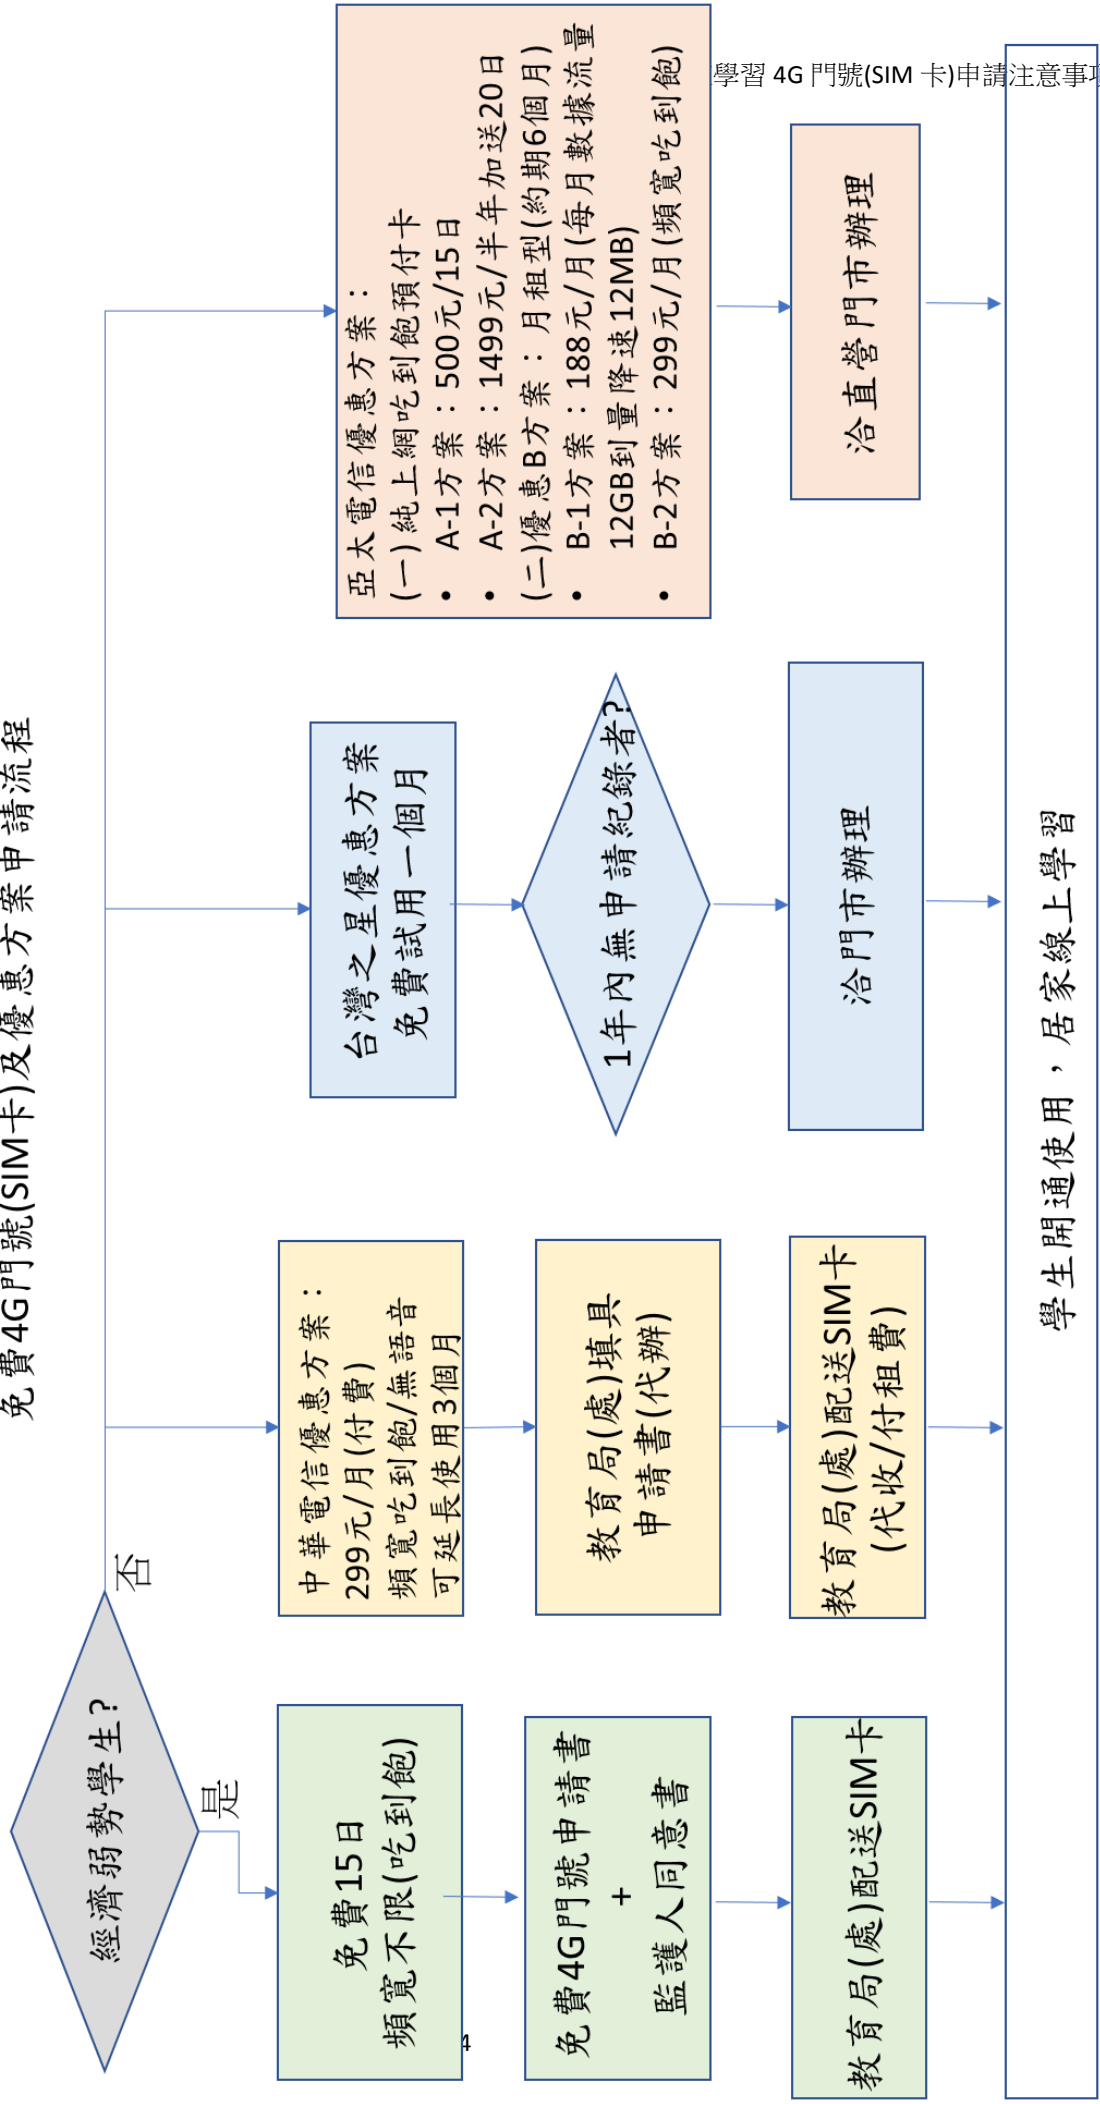 學習 4G 門號(SIM 卡)申請注意事項
免費4G門號(SIM卡)及優惠方案申請流程
經濟弱勢學生?
是
否
免費15日
頻寬不限(吃到飽)
免費4G門號申請書
+
監護人同意書
教育局(處)配送SIM卡
中華電信優惠方案：
299元/月(付費)
頻寬吃到飽/無語音
可延長使用3個月
教育局(處)填具
申請書(代辦)
教育局(處)配送SIM卡
(代收/付租費)
台灣之星優惠方案
免費試用一個月
1年內無申請紀錄者?
洽門市辦理
亞太電信優惠方案：
(一)純上網吃到飽預付卡
• A-1方案：500元/15日
• A-2方案：1499元/半年加送20日
(二)優惠B方案：月租型(約期6個月)
• B-1方案：188元/月(每月數據流量
12GB到量降速12MB)
• B-2方案：299元/月(頻寬吃到飽)
洽直營門市辦理
學生開通使用，居家線上學習
4